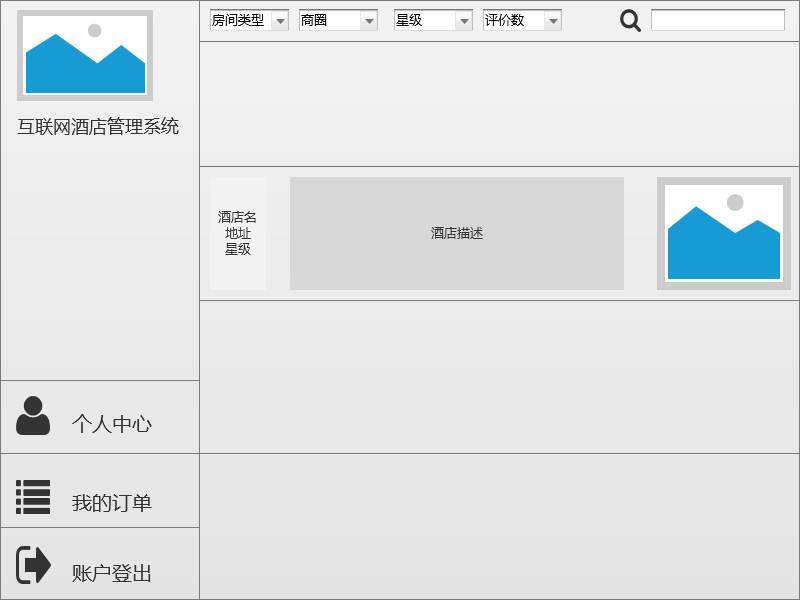 房间类型
商圈
星级
评价数
互联网酒店管理系统
酒店名
地址
星级
酒店描述
个人中心
我的订单
账户登出